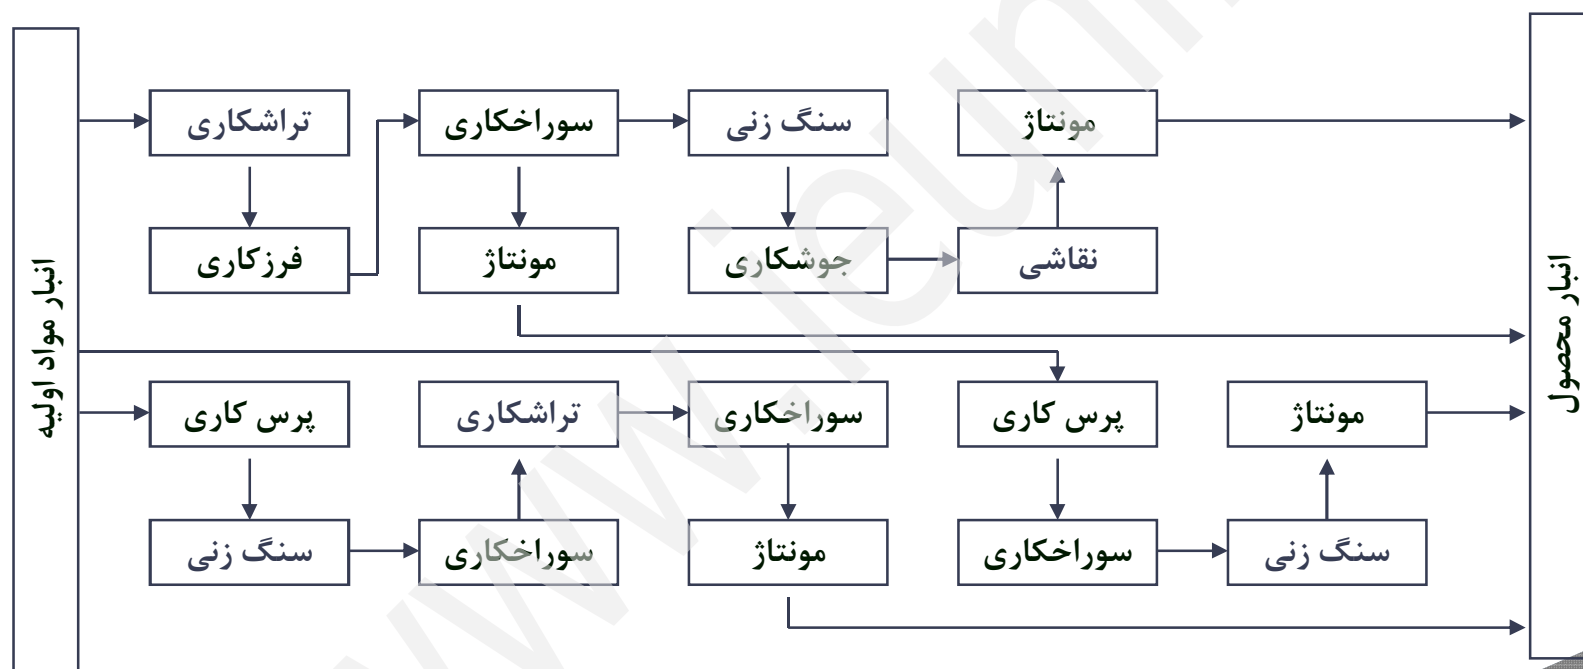 انبار مواد اولیه
تراشکاری
سوراخکاری
سنگ زنی
مونتاژ
فرزکاری
مونتاژ
جوشکاری
نقاشی
پرس کاری
تراشکاری
سوراخکاری
پرس کاری
مونتاژ
سنگ زنی
سوراخکاری
مونتاژ
سوراخکاری
سنگ زنی
انبار محصول